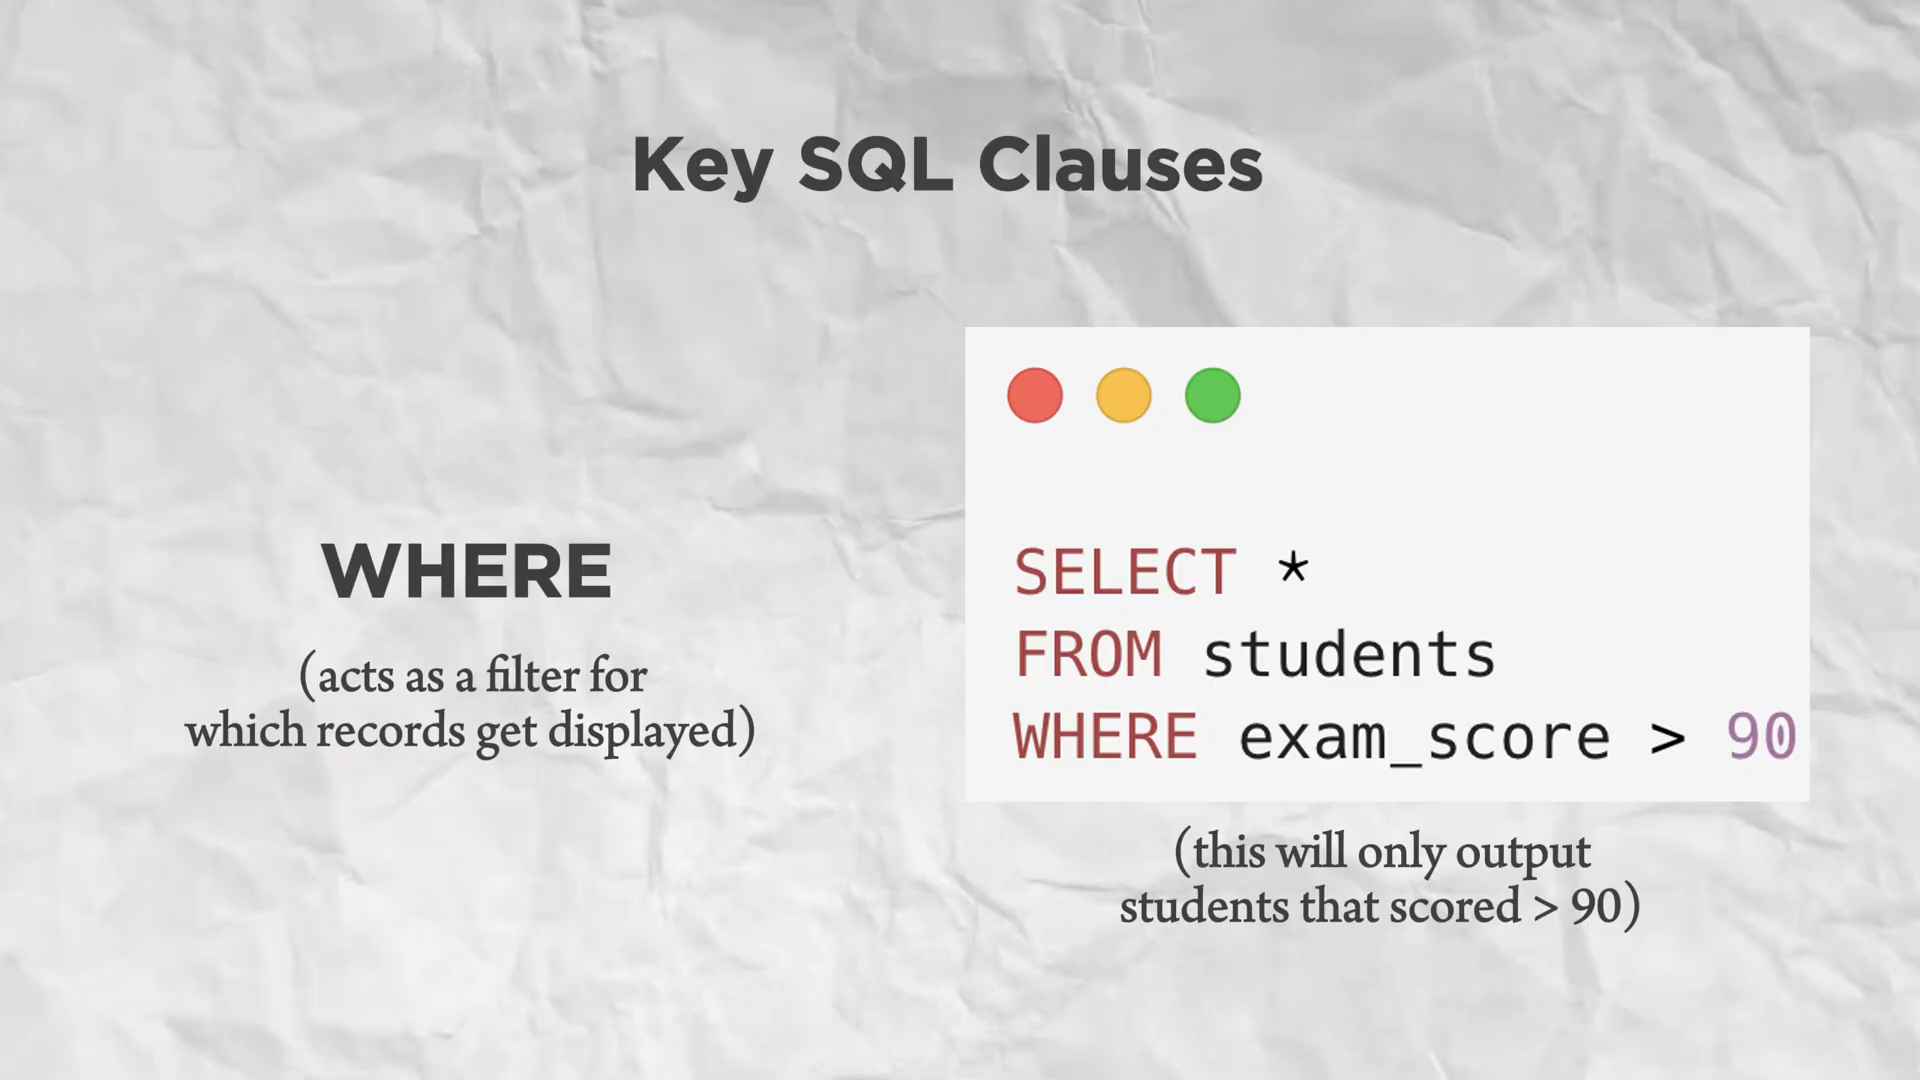 Key SQL Clauses
WHERE
(acts as a filter for
which records get displayed)
SELECT *
FROM students
WHERE exam_score > 90
(this will only output
students that scored > 90)